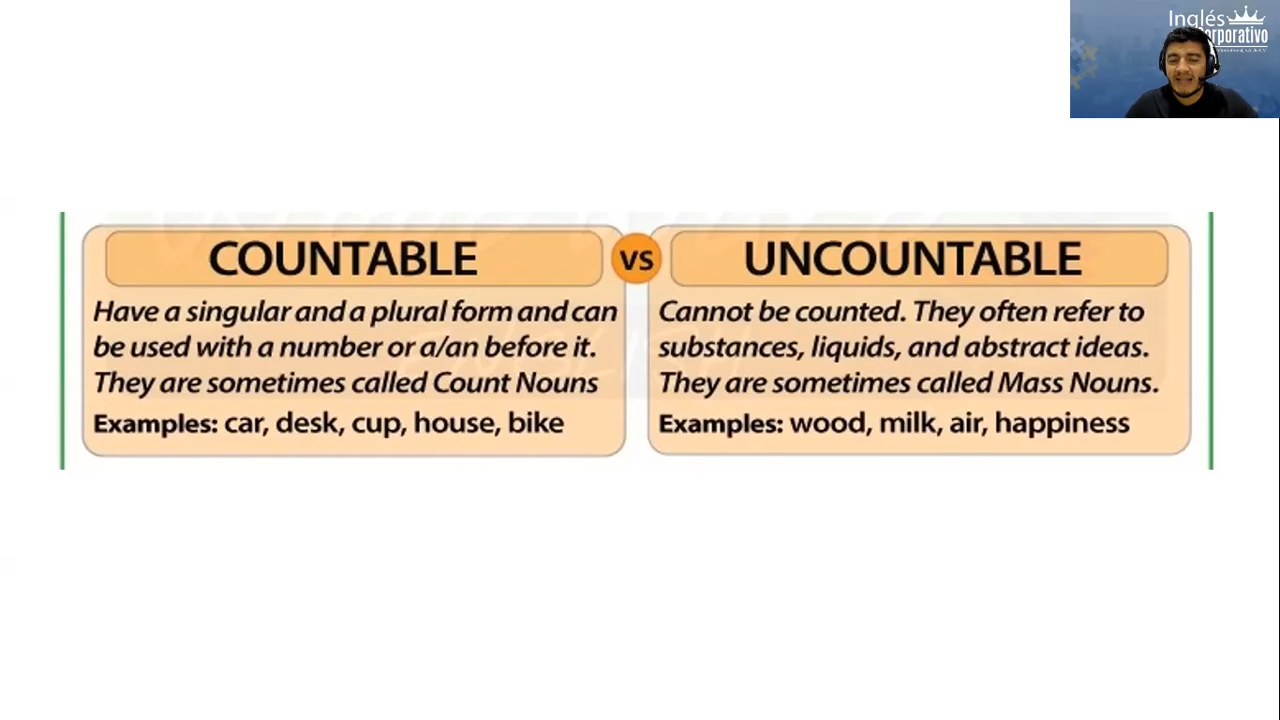 Inglés
COUNTABLE
Have a singular and a plural form and can
be used with a number or a/an before it.
They are sometimes called Count Nouns
Examples: car, desk, cup, house, bike
VS
UNCOUNTABLE
Cannot be counted. They often refer to
substances, liquids, and abstract ideas.
They are sometimes called Mass Nouns.
Examples: wood, milk, air, happiness